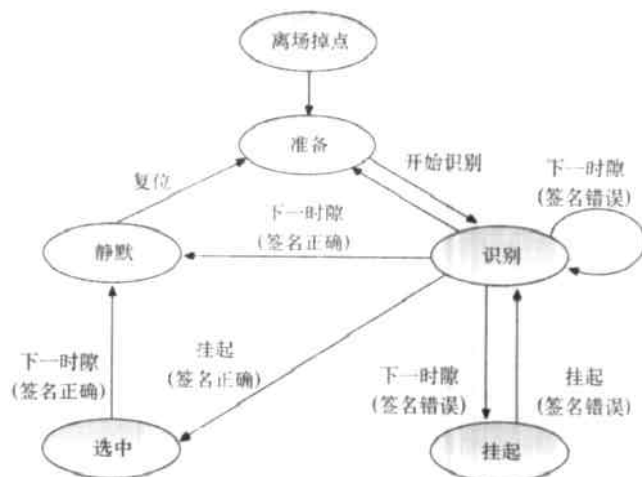 离场掉点
准备
开始识别
复位
下一时隙
(签名错误)
下一时隙
(签名正确)
静默
识别
挂起
(签名正确)
下一时隙
(签名正确)
下一时隙
(签名错误)
挂起
(签名错误)
选中
挂起